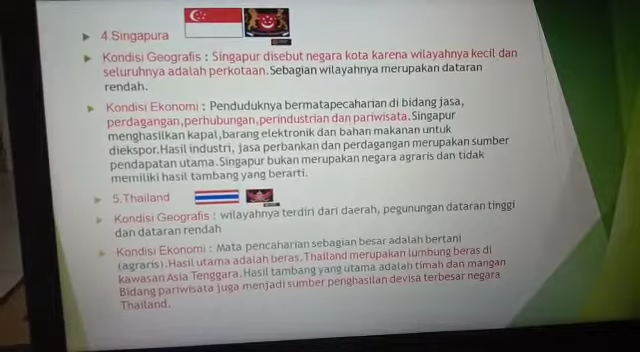 4.Singapura
Kondisi Geografis : Singapur disebut negara kota karena wilayahnya kecil dan
seluruhnya adalah perkotaan.Sebagian wilayahnya merupakan dataran
rendah.
Kondisi Ekonomi : Penduduknya bermatapecaharian di bidang jasa,
perdagangan,perhubungan,perindustrian dan pariwisata.Singapur
menghasilkan kapal,barang elektronik dan bahan makanan untuk
diekspor.Hasil industri, jasa perbankan dan perdagangan merupakan sumber
pendapatan utama.Singapur bukan merupakan negara agraris dan tidak
memiliki hasil tambang yang berarti.
5.Thailand
Kondisi Geografis : wilayahnya terdiri dari daerah, pegunungan dataran tinggi
dan dataran rendah
Kondisi Ekonomi : Mata pencaharian sebagian besar adalah bertani
(agraris).Hasil utama adalah beras.Thailand merupakan lumbung beras di
kawasan Asia Tenggara.Hasil tambang yang utama adalah timah dan mangan
Bidang pariwisata juga menjadi sumber penghasilan devisa terbesar negara
Thailand.